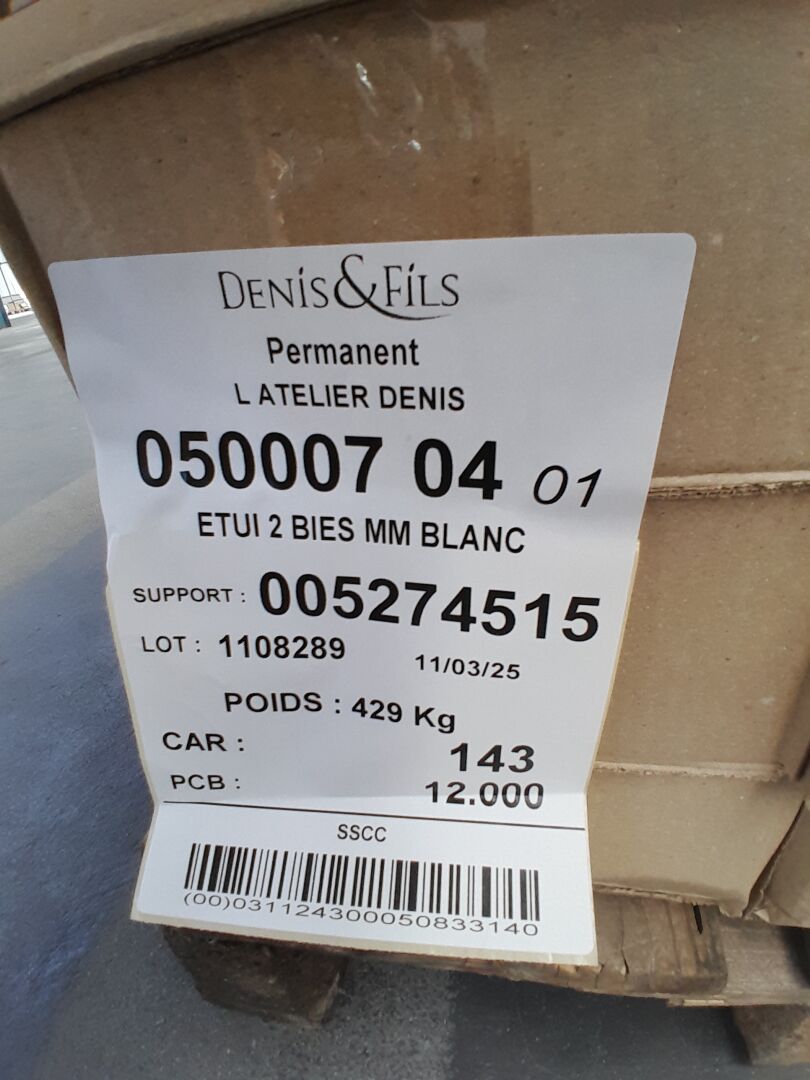 DENIS & FILS
Permanent
L ATELIER DENIS
050007 04 01
ETUI 2 BIES MM BLANC
SUPPORT : 005274515
LOT : 1108289 11/03/25
POIDS : 429 Kg
CAR : 143
PCB : 12.000
SSCC
(00)031124300050833140